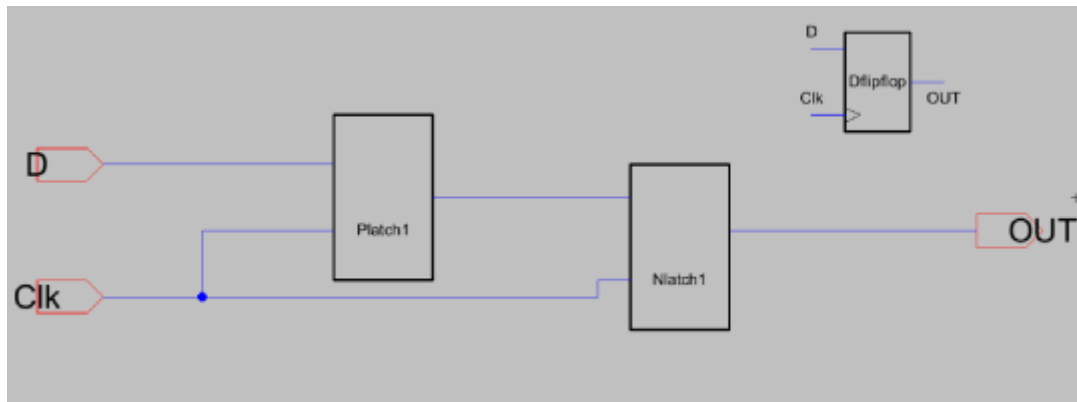 D
Dflipflop
Clk
OUT
D
Platch1
OUT
Clk
Nlatch1